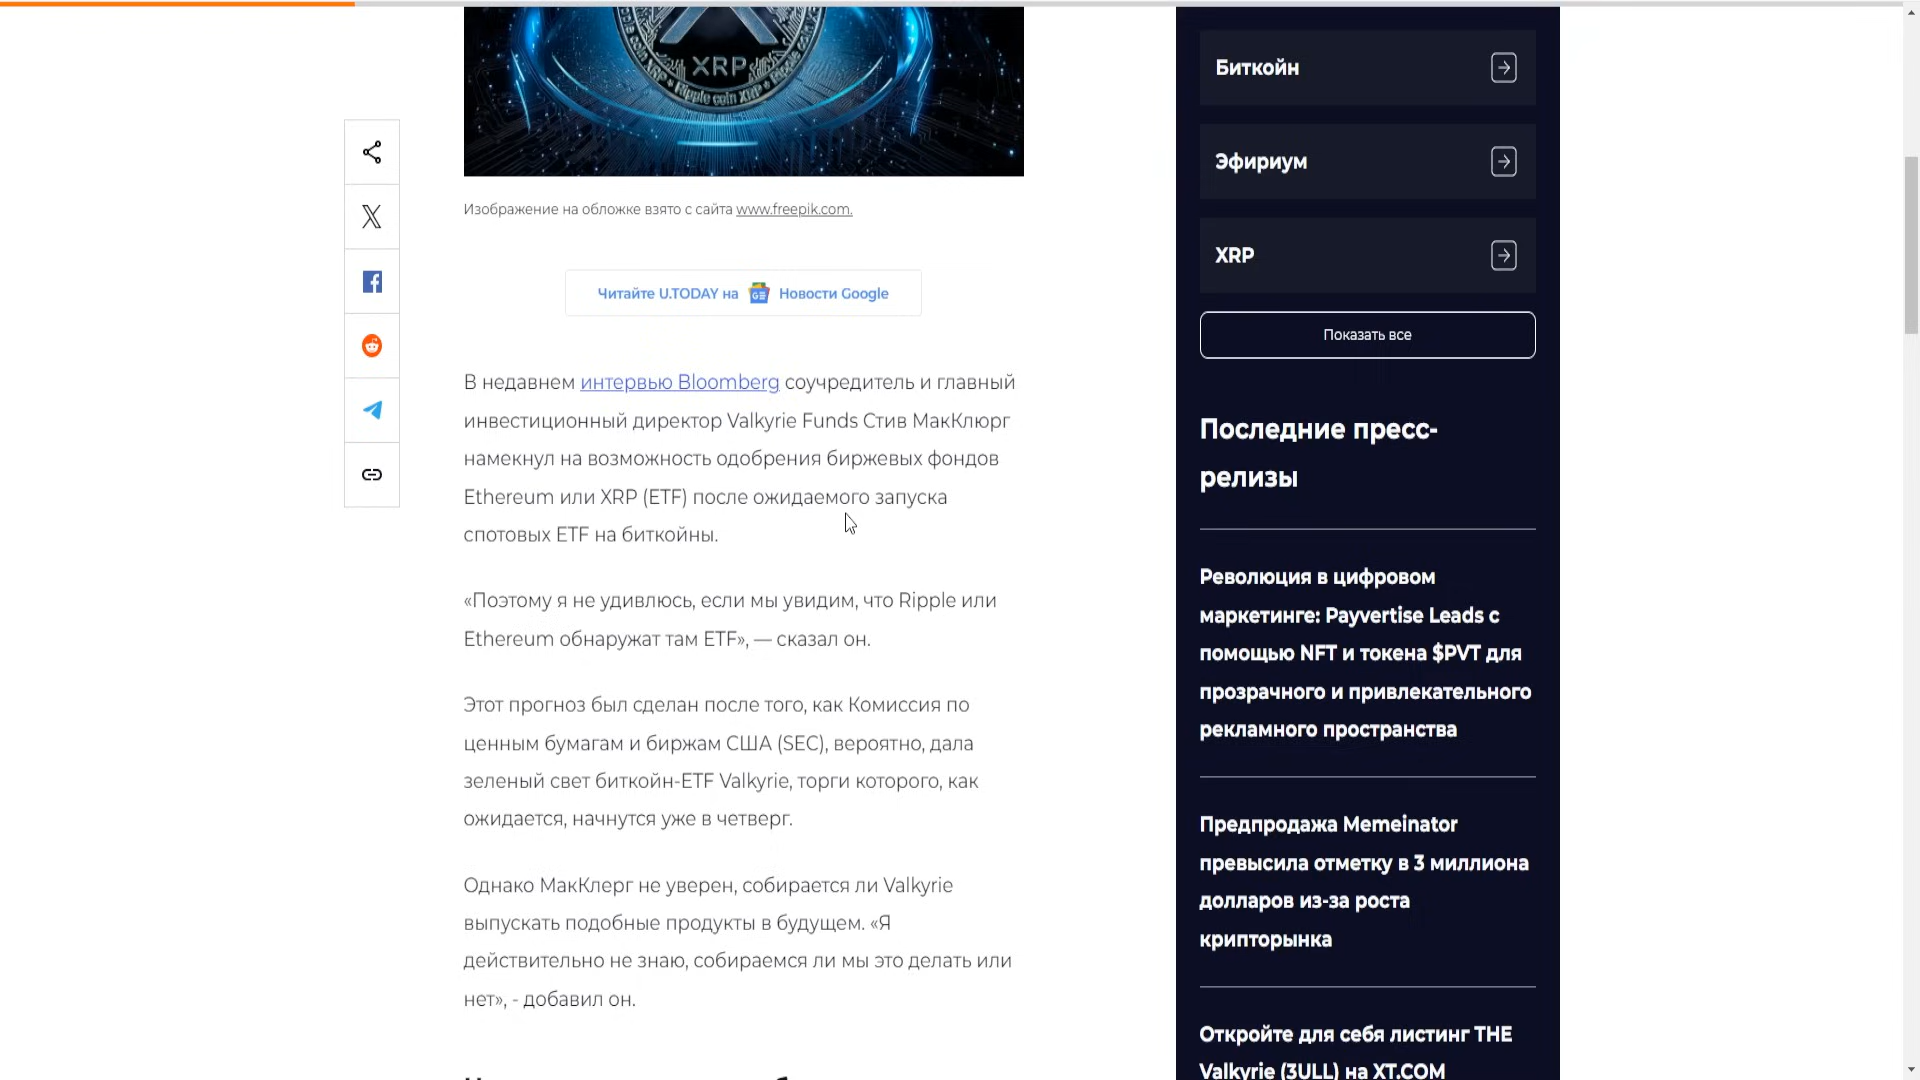 XRP
Ripple coin XRP
Изображение на обложке взято с сайта www.freepik.com.
Читайте U.TODAY на GE Новости Google
В недавнем интервью Bloomberg соучредитель и главный
инвестиционный директор Valkyrie Funds Стив МакКлюрг
намекнул на возможность одобрения биржевых фондов
Ethereum или XRP (ETF) после ожидаемого запуска
спотовых ETF на биткойны.
«Поэтому я не удивлюсь, если мы увидим, что Ripple или
Ethereum обнаружат там ETF», — сказал он.
Этот прогноз был сделан после того, как Комиссия по
ценным бумагам и биржам США (SEC), вероятно, дала
зеленый свет биткойн-ETF Valkyrie, торги которого, как
ожидается, начнутся уже в четверг.
Однако МакКлерг не уверен, собирается ли Valkyrie
выпускать подобные продукты в будущем. «Я
действительно не знаю, собираемся ли мы это делать или
нет», - добавил он.
Биткойн
Эфириум
XRP
Показать все
Последние пресс-
релизы
Революция в цифровом
маркетинге: Payvertise Leads с
помощью NFT и токена $PVT для
прозрачного и привлекательного
рекламного пространства
Предпродажа Memeinator
превысила отметку в 3 миллиона
долларов из-за роста
крипторынка
Откройте для себя листинг THE
Valkyrie (3ULL) на XT.COM